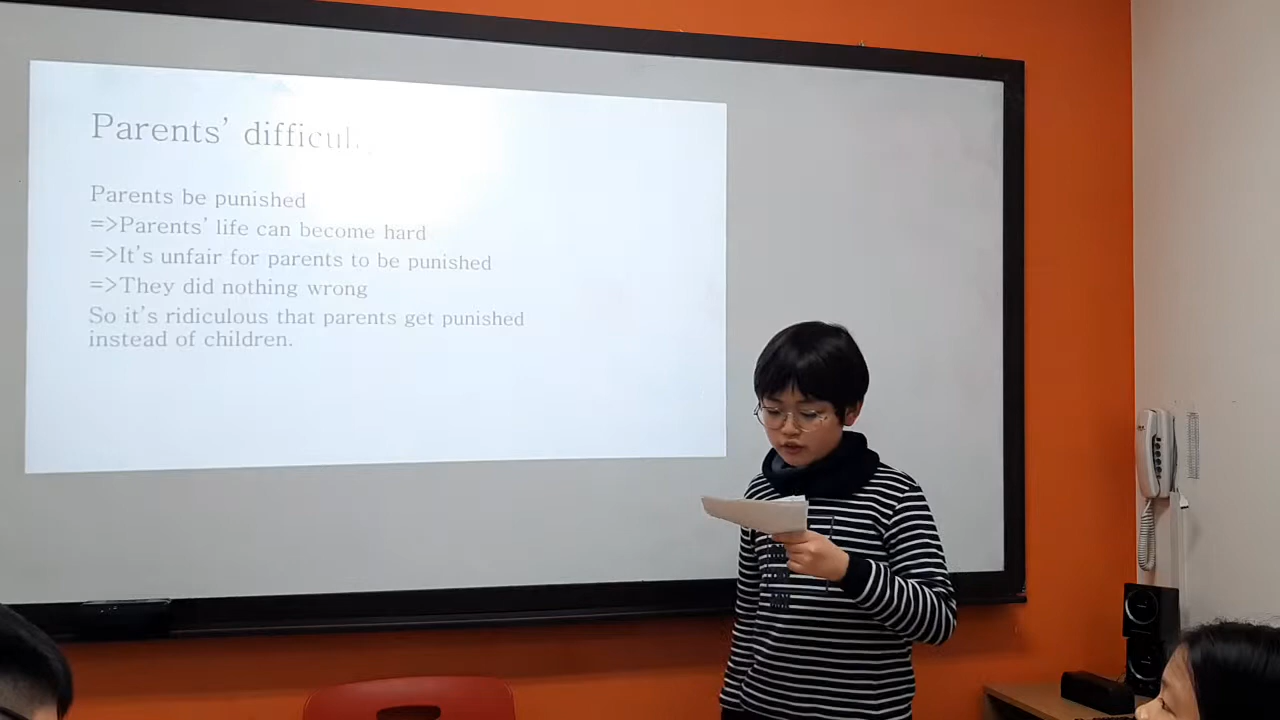 Parents'
Parents be punished
=>Parents' life can become hard
=>It's unfair for parents to be punished
=>They did nothing wrong
So it's ridiculous that parents get punished
instead of children.